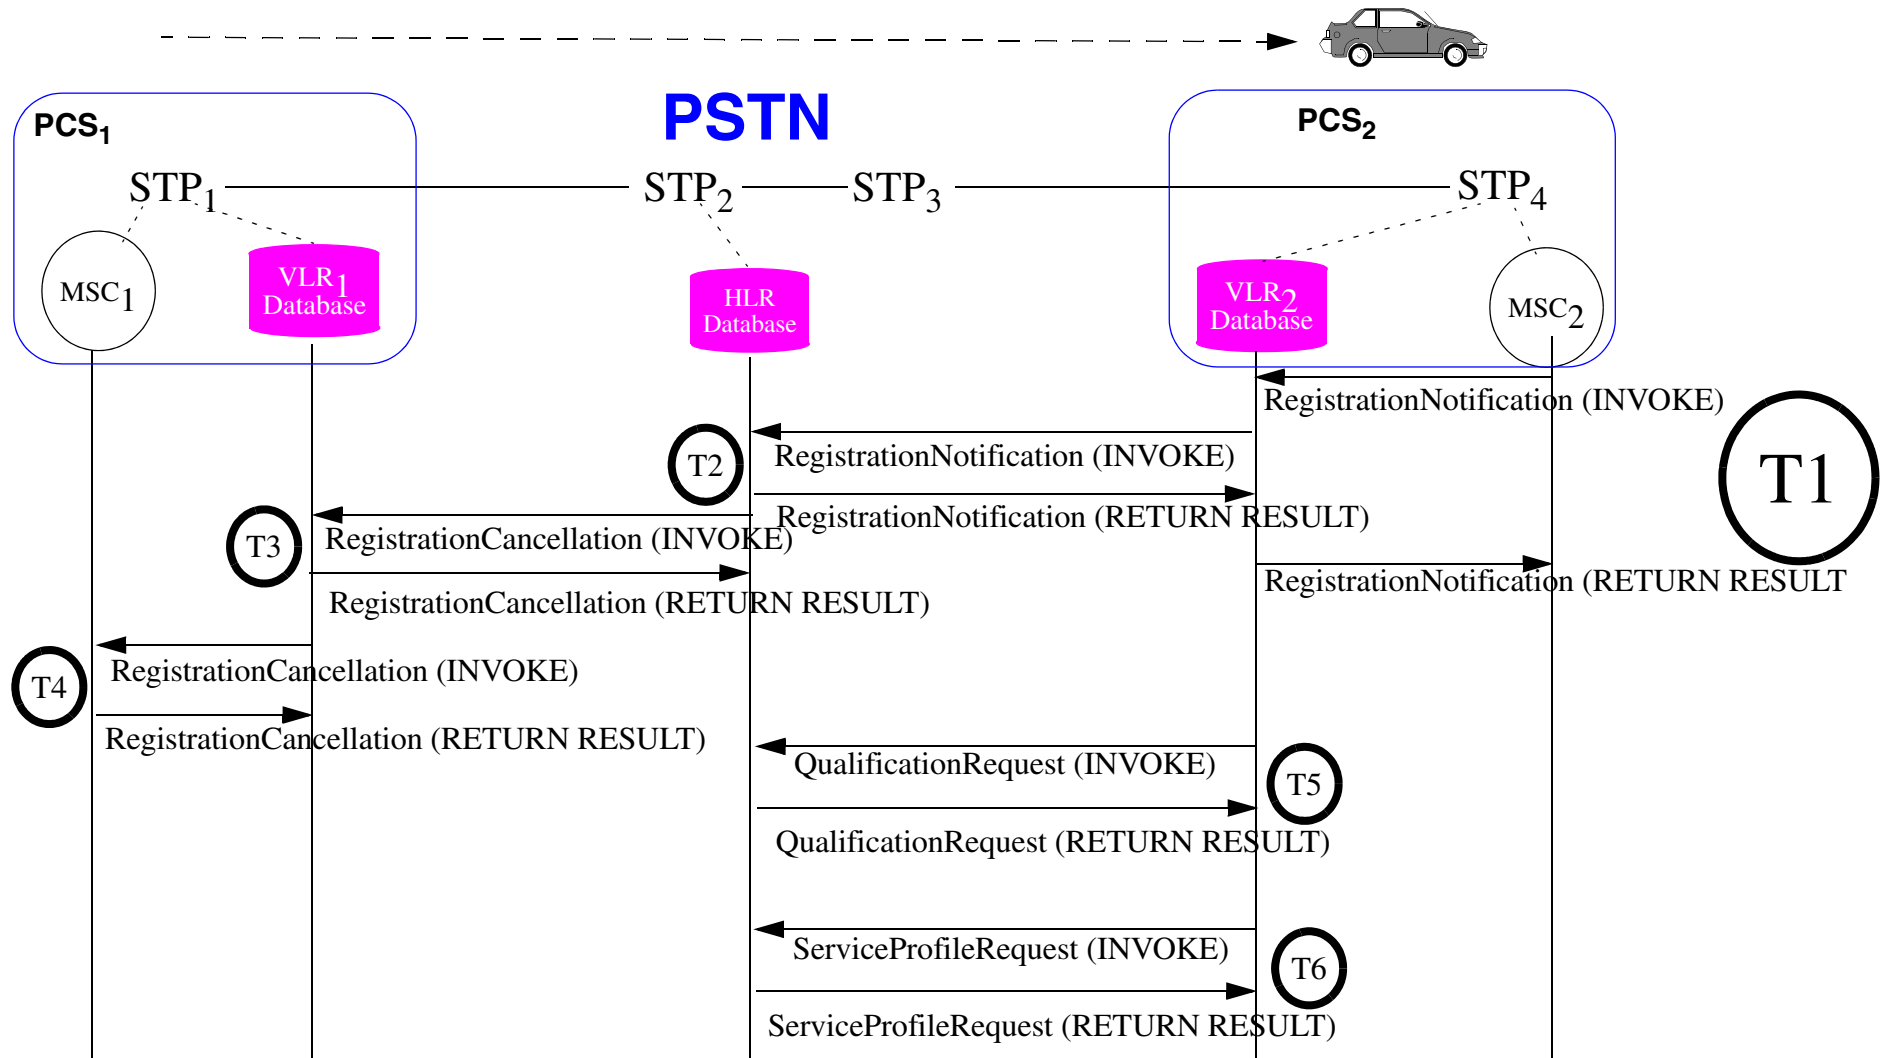 PSTN
PCS1
PCS2
STP1
STP2
STP3
STP4
MSC1
VLR1
Database
HLR
Database
VLR2
Database
MSC2
RegistrationNotification (INVOKE)
T1
T2
RegistrationNotification (INVOKE)
RegistrationNotification (RETURN RESULT)
T3
RegistrationCancellation (INVOKE)
RegistrationNotification (RETURN RESULT
RegistrationCancellation (RETURN RESULT)
T4
RegistrationCancellation (INVOKE)
RegistrationCancellation (RETURN RESULT)
QualificationRequest (INVOKE)
T5
QualificationRequest (RETURN RESULT)
ServiceProfileRequest (INVOKE)
T6
ServiceProfileRequest (RETURN RESULT)